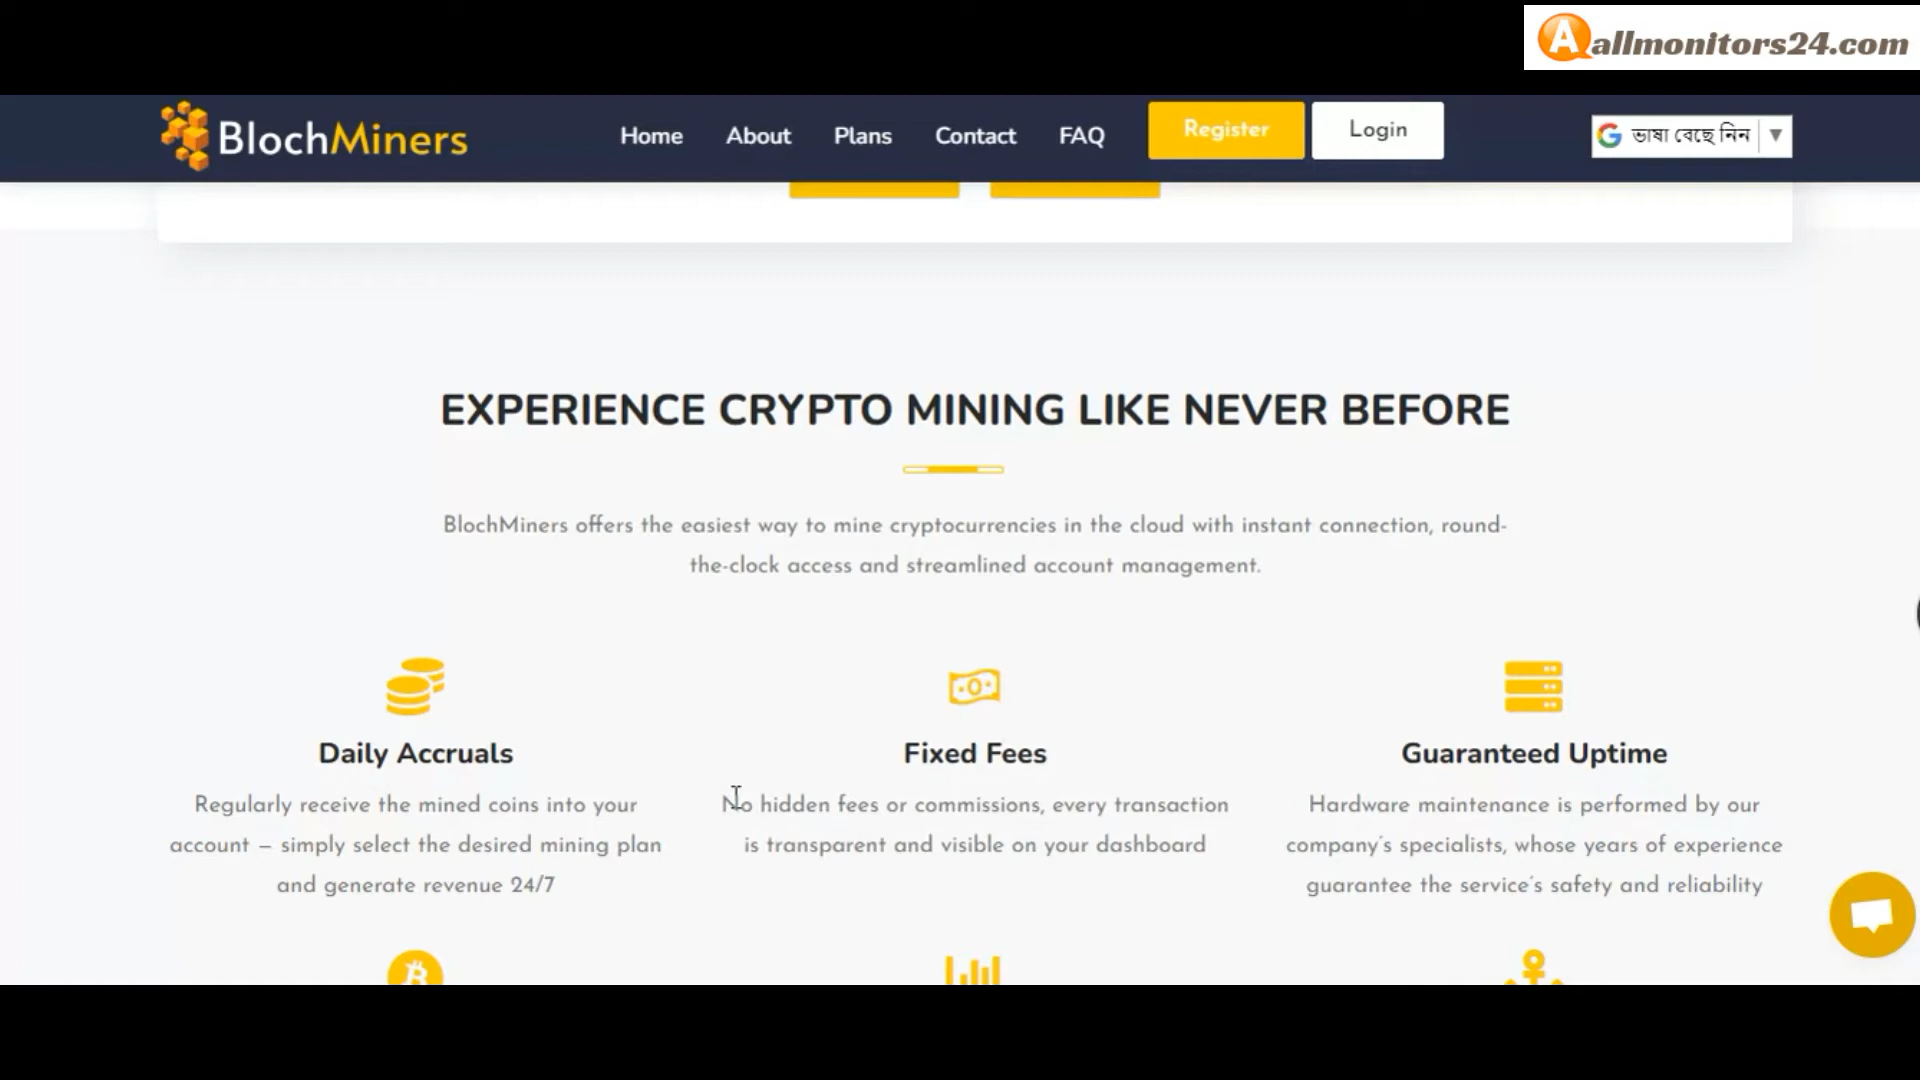 Aallmonitors24.com
BlochMiners
Home
About
Plans
Contact
FAQ
Register
Login
ভাষা বেছে নিন
EXPERIENCE CRYPTO MINING LIKE NEVER BEFORE
BlochMiners offers the easiest way to mine cryptocurrencies in the cloud with instant connection, round-
the-clock access and streamlined account management.
Daily Accruals
Regularly receive the mined coins into your
account – simply select the desired mining plan
and generate revenue 24/7
Fixed Fees
No hidden fees or commissions, every transaction
is transparent and visible on your dashboard
Guaranteed Uptime
Hardware maintenance is performed by our
company's specialists, whose years of experience
guarantee the service's safety and reliability